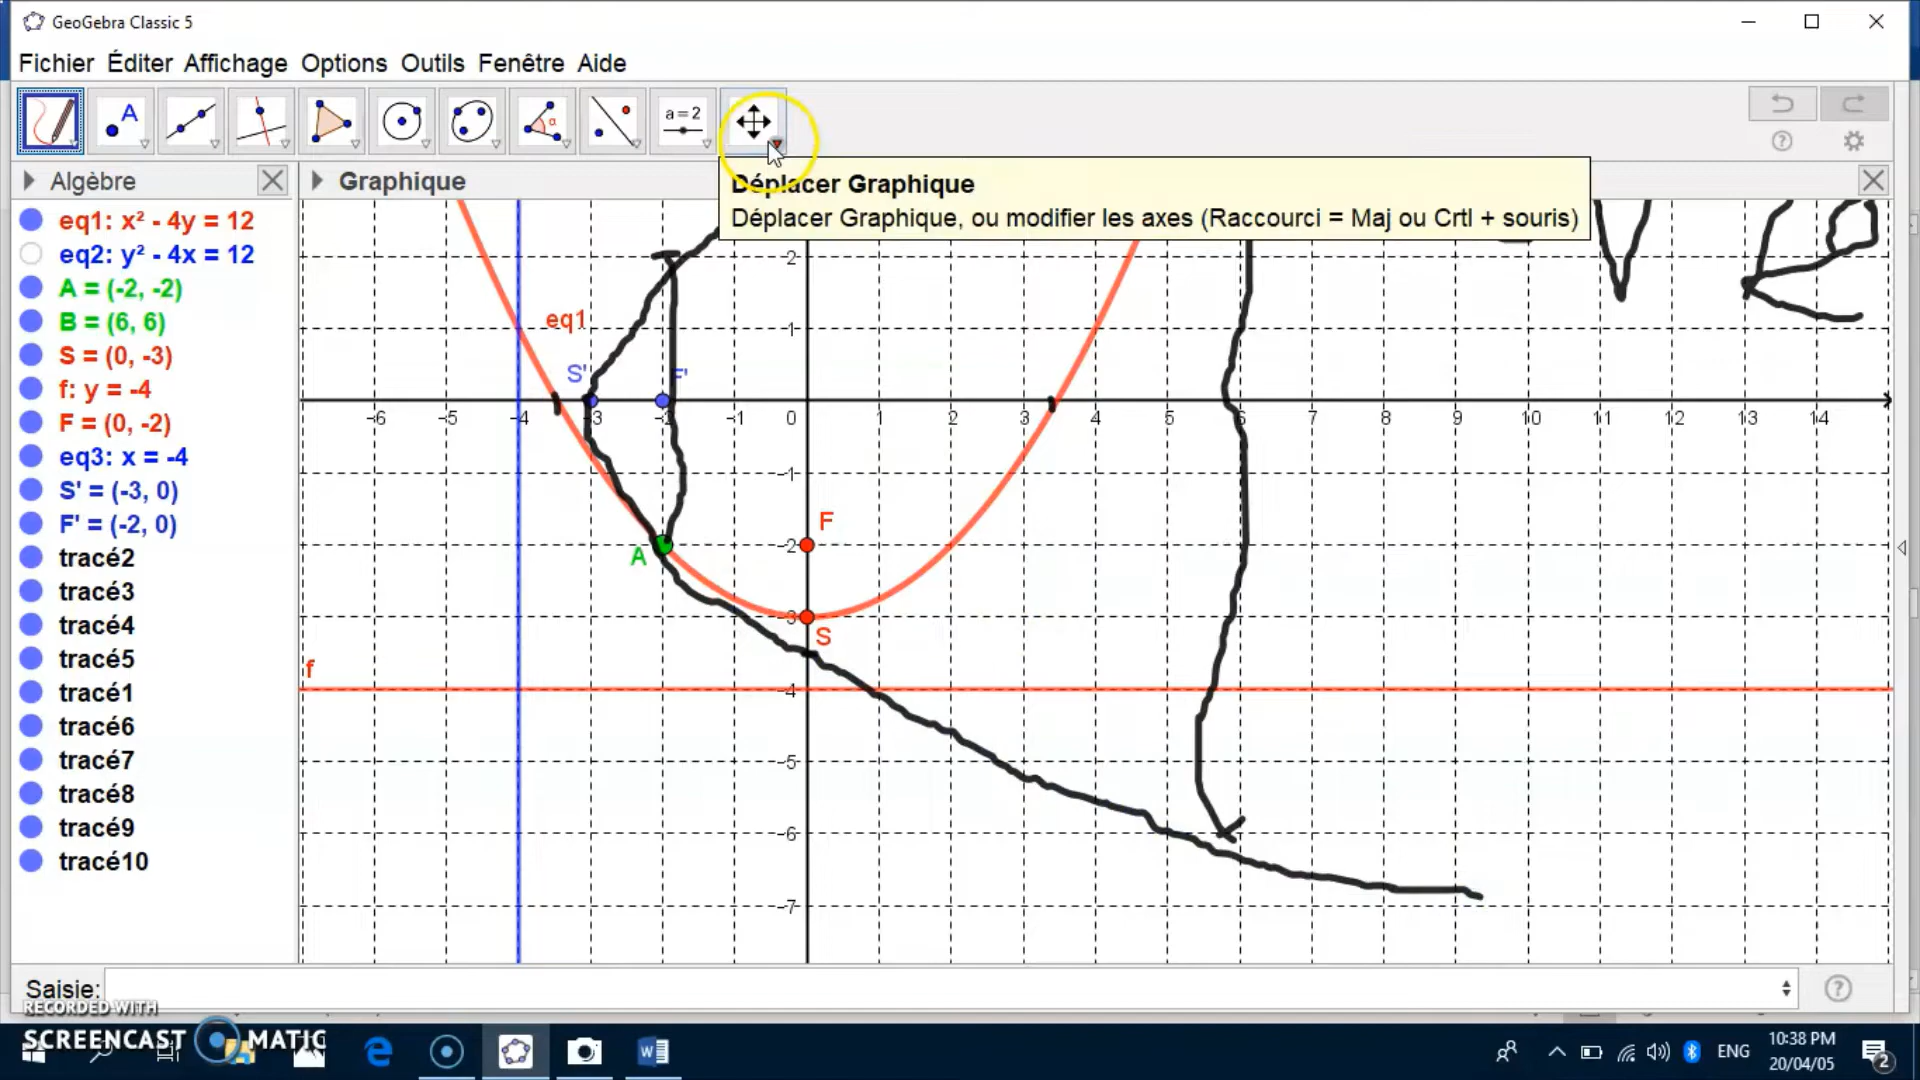 GeoGebra Classic 5
Fichier Éditer Affichage Options Outils Fenêtre Aide
A
α
a=2
Algèbre
Graphique
Déplacer Graphique
Déplacer Graphique, ou modifier les axes (Raccourci = Maj ou Crtl + souris)
eq1: x² - 4y = 12
eq2: y² - 4x = 12
A = (-2, -2)
B = (6, 6)
S = (0, -3)
f: y = -4
F = (0, -2)
eq3: x = -4
S' = (-3, 0)
F' = (-2, 0)
tracé2
tracé3
tracé4
tracé5
tracé1
tracé6
tracé7
tracé8
tracé9
tracé10
2
1
eq1
S'
F'
-6 -5 -4 -3 -2 -1 0 1 2 3 4 5 6 7 8 9 10 11 12 13 14
-1
F
-2
A
-3
S
f
-4
-5
-6
-7
Saisie:
RECORDED WITH
SCREENCAST MATIC
ENG
10:38 PM
20/04/05
2